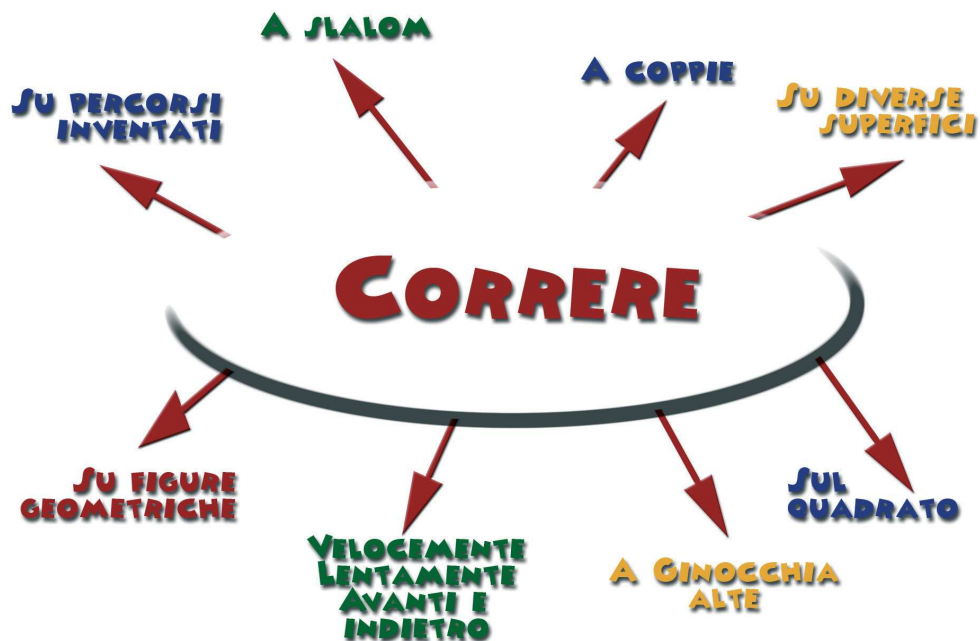 A SLALOM
A COPPIE
SU PERCORSI
INVENTATI
SU DIVERSE
SUPERFICI
CORRERE
SU FIGURE
GEOMETRICHE
VELOCEMENTE
LENTAMENTE
AVANTI E
INDIETRO
A GINOCCHIA
ALTE
SUL
QUADRATO